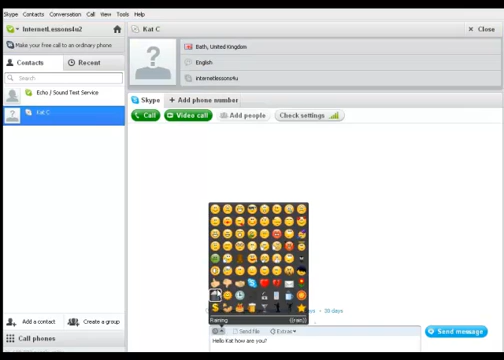 Skype Contacts Conversation Call View Tools Help
InternetLessons4u2
Kat C
Close
Make your free call to an ordinary phone
Bath, United Kingdom
Contacts
Recent
English
Search
internetlessons4u
Echo / Sound Test Service
Kat C
Skype
Add phone number
Call
Video call
Add people
Check settings
30 days
Raining
((rain))
Add a contact
Create a group
Send file
Extras
Send message
Call phones
Hello Kat how are you?